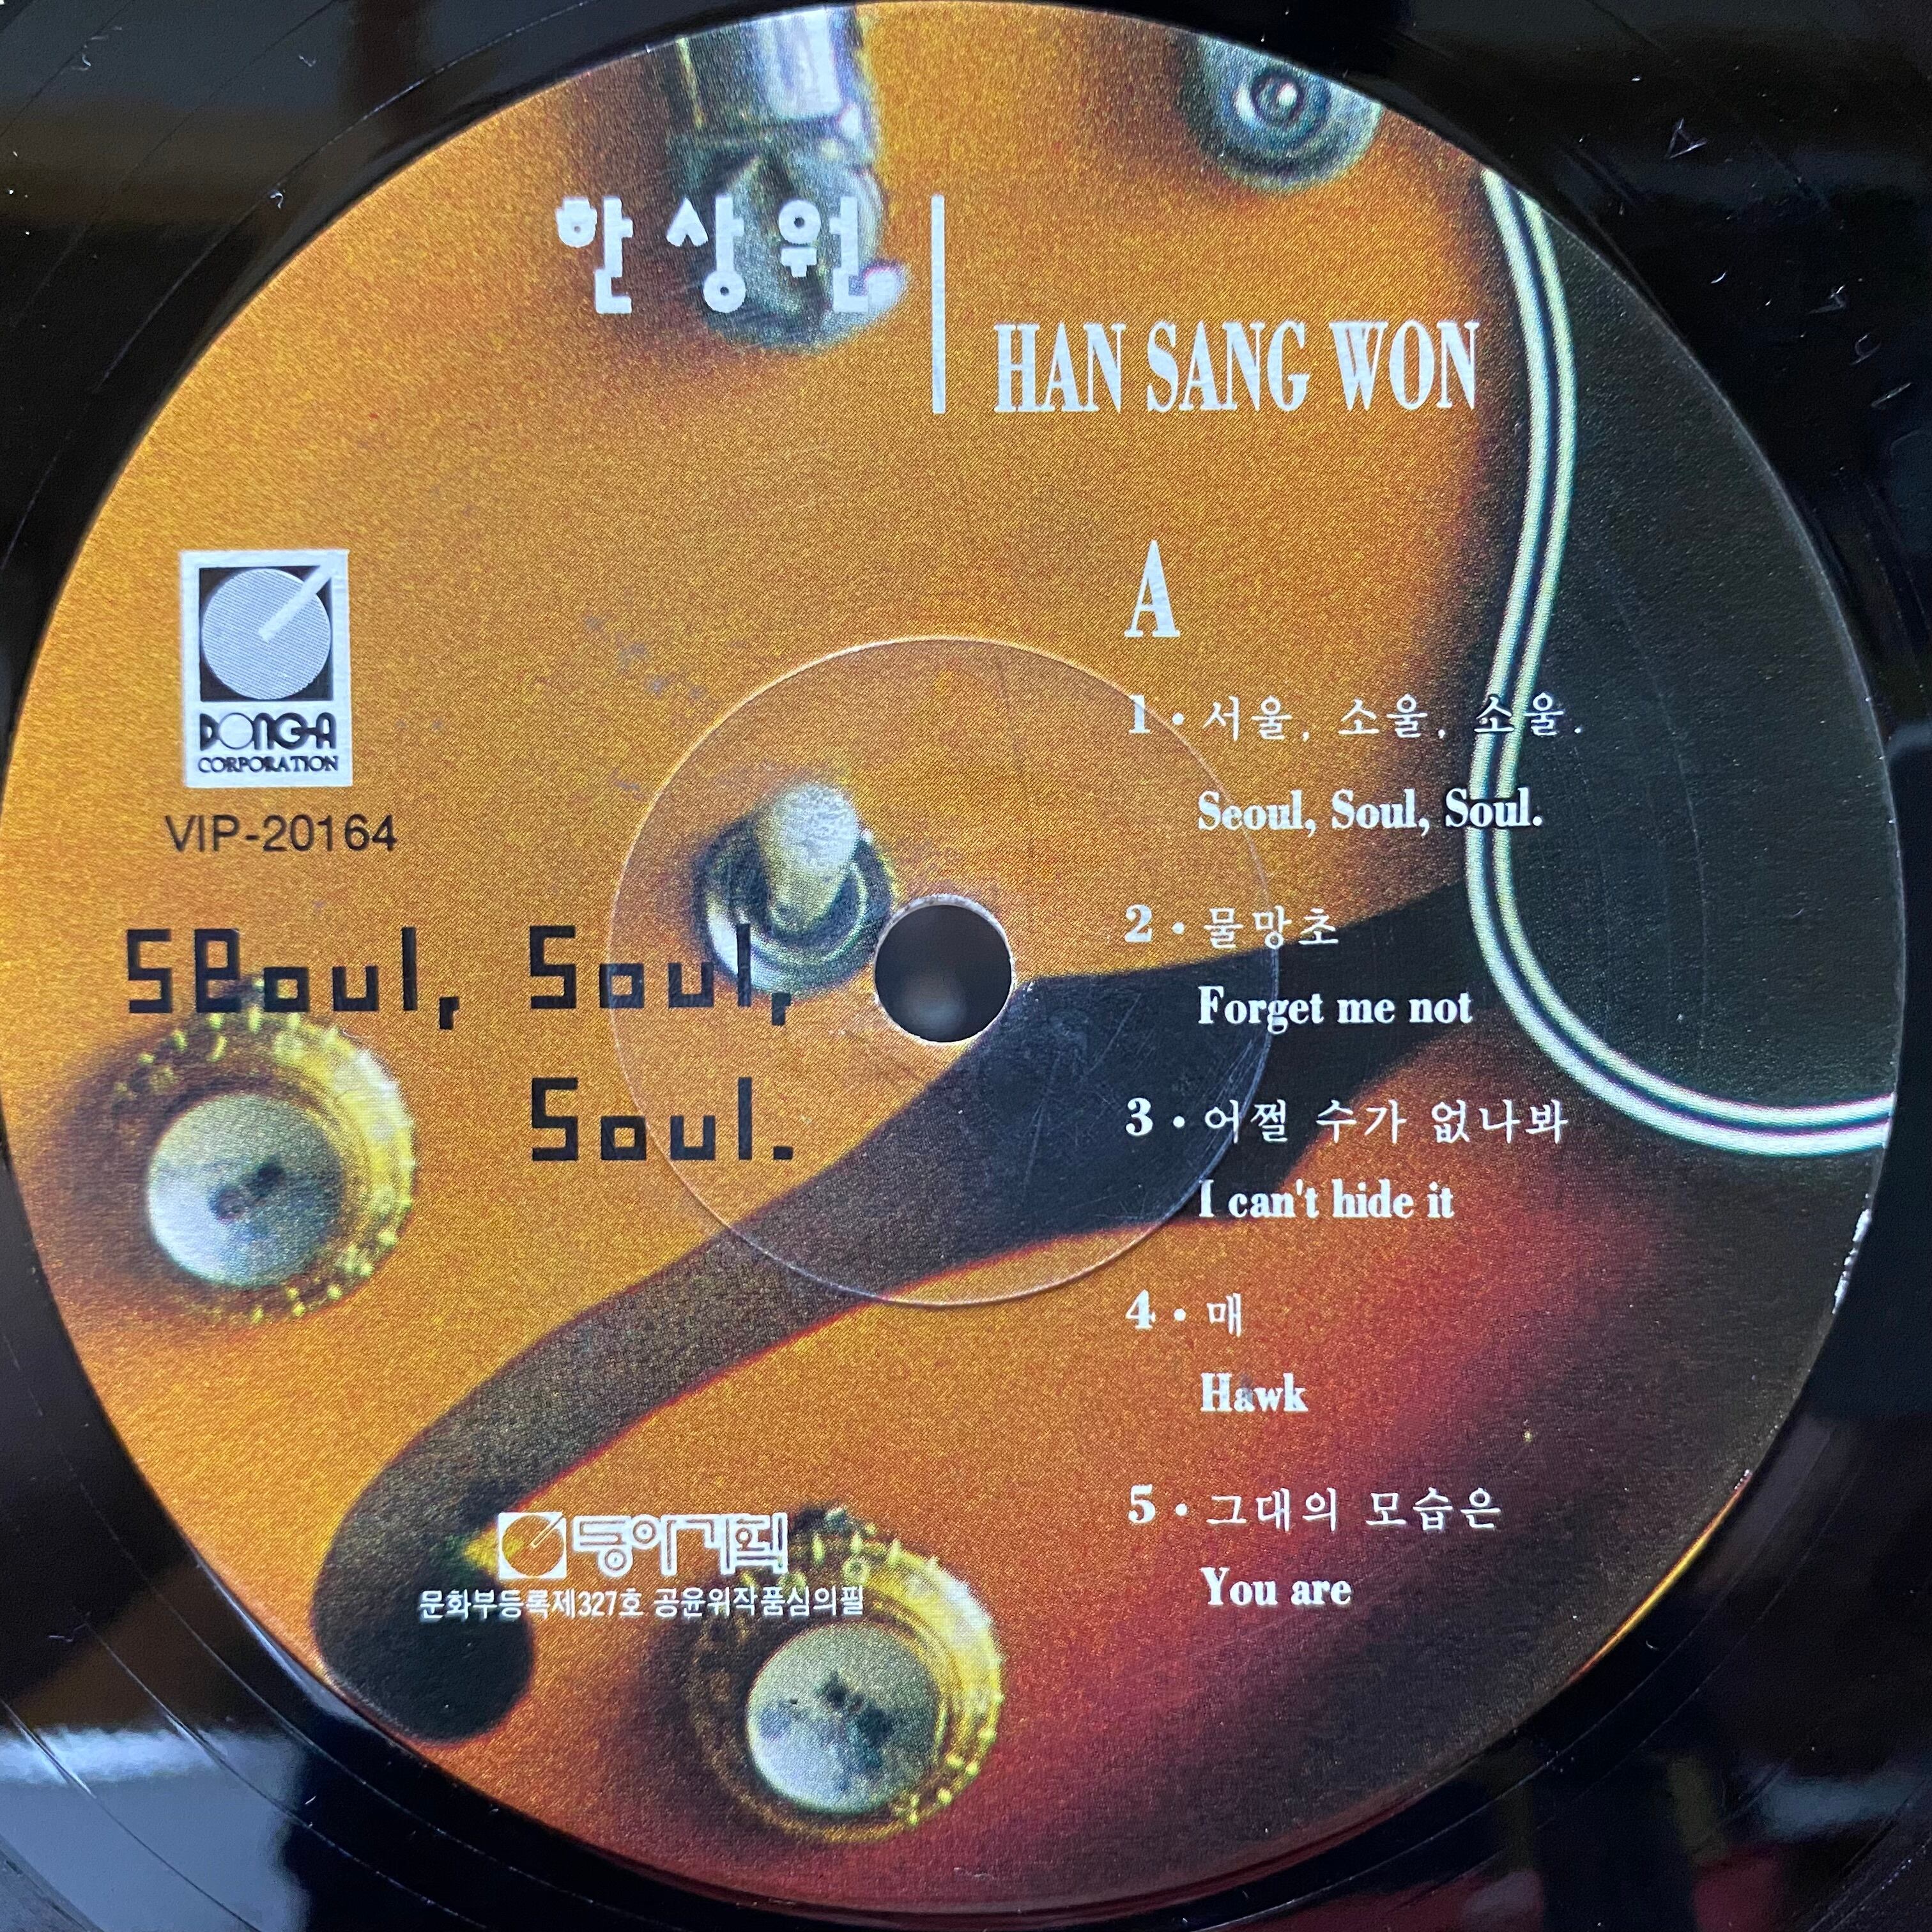 한상원
HAN SANG WON
DONG-A
CORPORATION
VIP-20164
Seoul, Soul,
Soul.
A
1 • 서울, 소울, 소울.
Seoul, Soul, Soul.
2 • 물망초
Forget me not
3 • 어쩔 수가 없나봐
I can't hide it
4 • 매
Hawk
5 • 그대의 모습은
You are
동아기획
문화부등록제327호 공윤위작품심의필